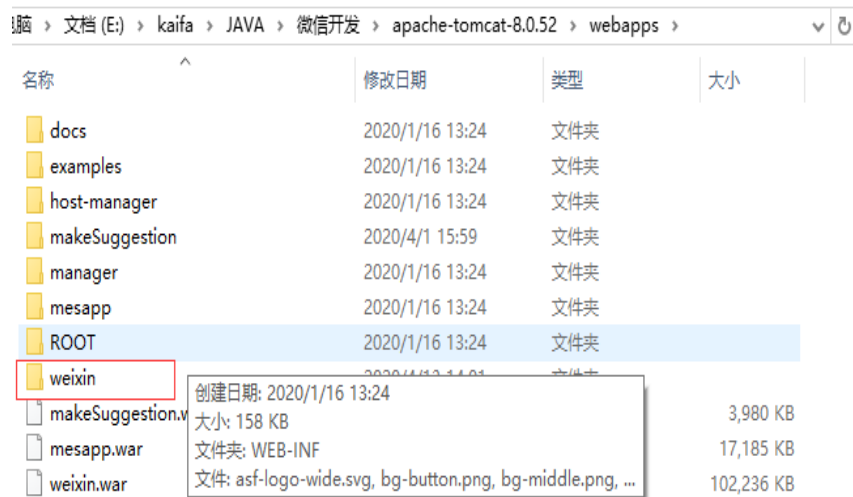 脑 › 文档 (E:) › kaifa › JAVA › 微信开发 › apache-tomcat-8.0.52 › webapps ›
名称 修改日期 类型 大小
docs 2020/1/16 13:24 文件夹
examples 2020/1/16 13:24 文件夹
host-manager 2020/1/16 13:24 文件夹
makeSuggestion 2020/4/1 15:59 文件夹
manager 2020/1/16 13:24 文件夹
mesapp 2020/1/16 13:24 文件夹
ROOT 2020/1/16 13:24 文件夹
weixin
创建日期: 2020/1/16 13:24
makeSuggestion.w 3,980 KB
大小: 158 KB
mesapp.war 17,185 KB
文件夹: WEB-INF
weixin.war 102,236 KB
文件: asf-logo-wide.svg, bg-button.png, bg-middle.png, ...